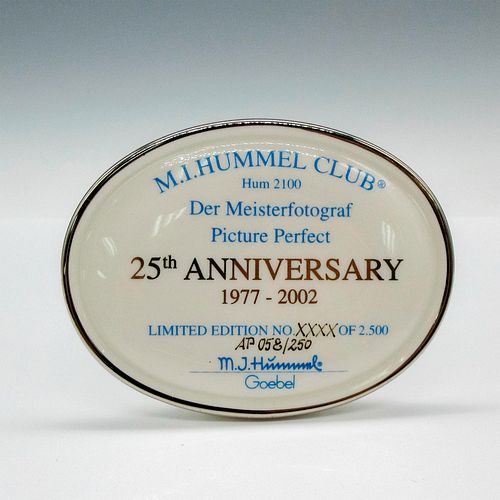 M.I.HUMMEL CLUB®
Hum 2100
Der Meisterfotograf
Picture Perfect
25th ANNIVERSARY
1977 - 2002
LIMITED EDITION NO. XXXX OF 2.500
AP 058/250
M.J.Hümmel®
Goebel